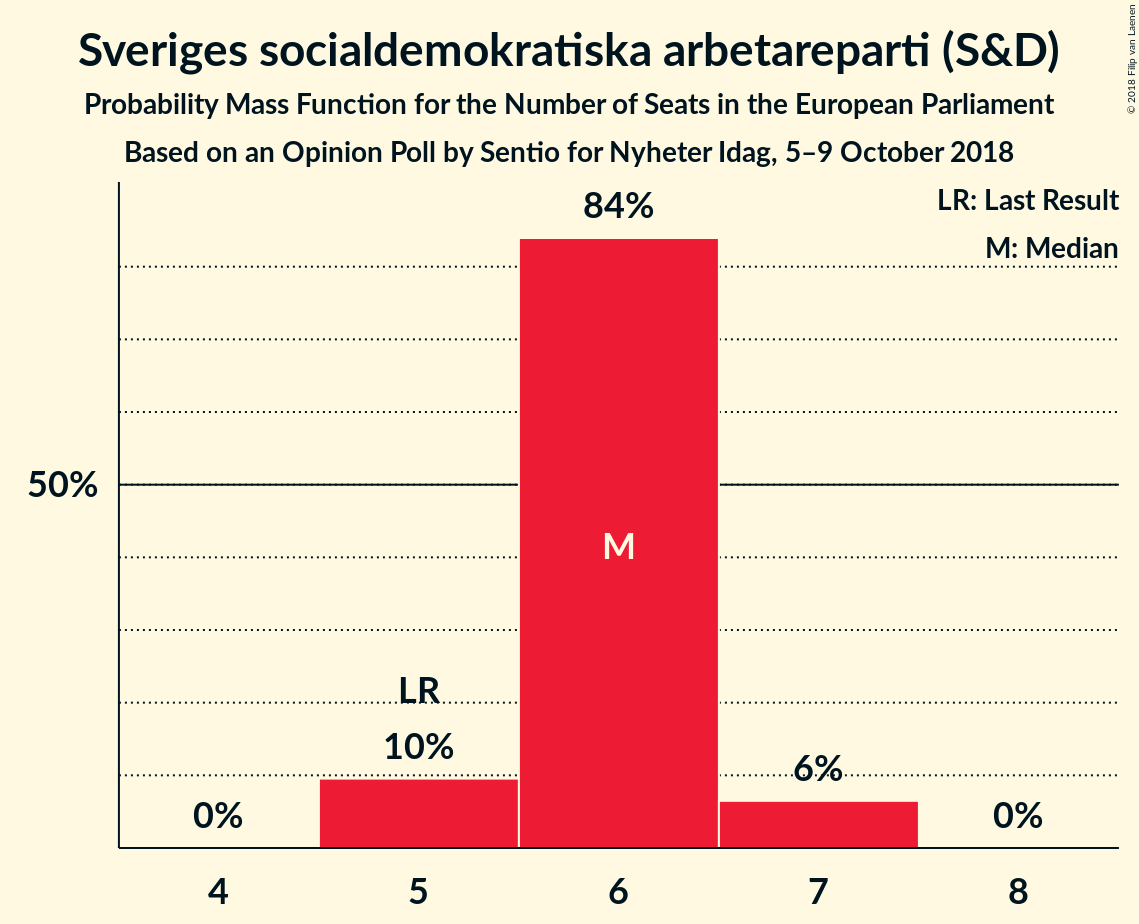 Sveriges socialdemokratiska arbetareparti (S&D)
Probability Mass Function for the Number of Seats in the European Parliament
Based on an Opinion Poll by Sentio for Nyheter Idag, 5–9 October 2018
© 2018 Filip van Laenen
LR: Last Result
M: Median
84%
50%
M
LR
10%
6%
0%
0%
4
5
6
7
8